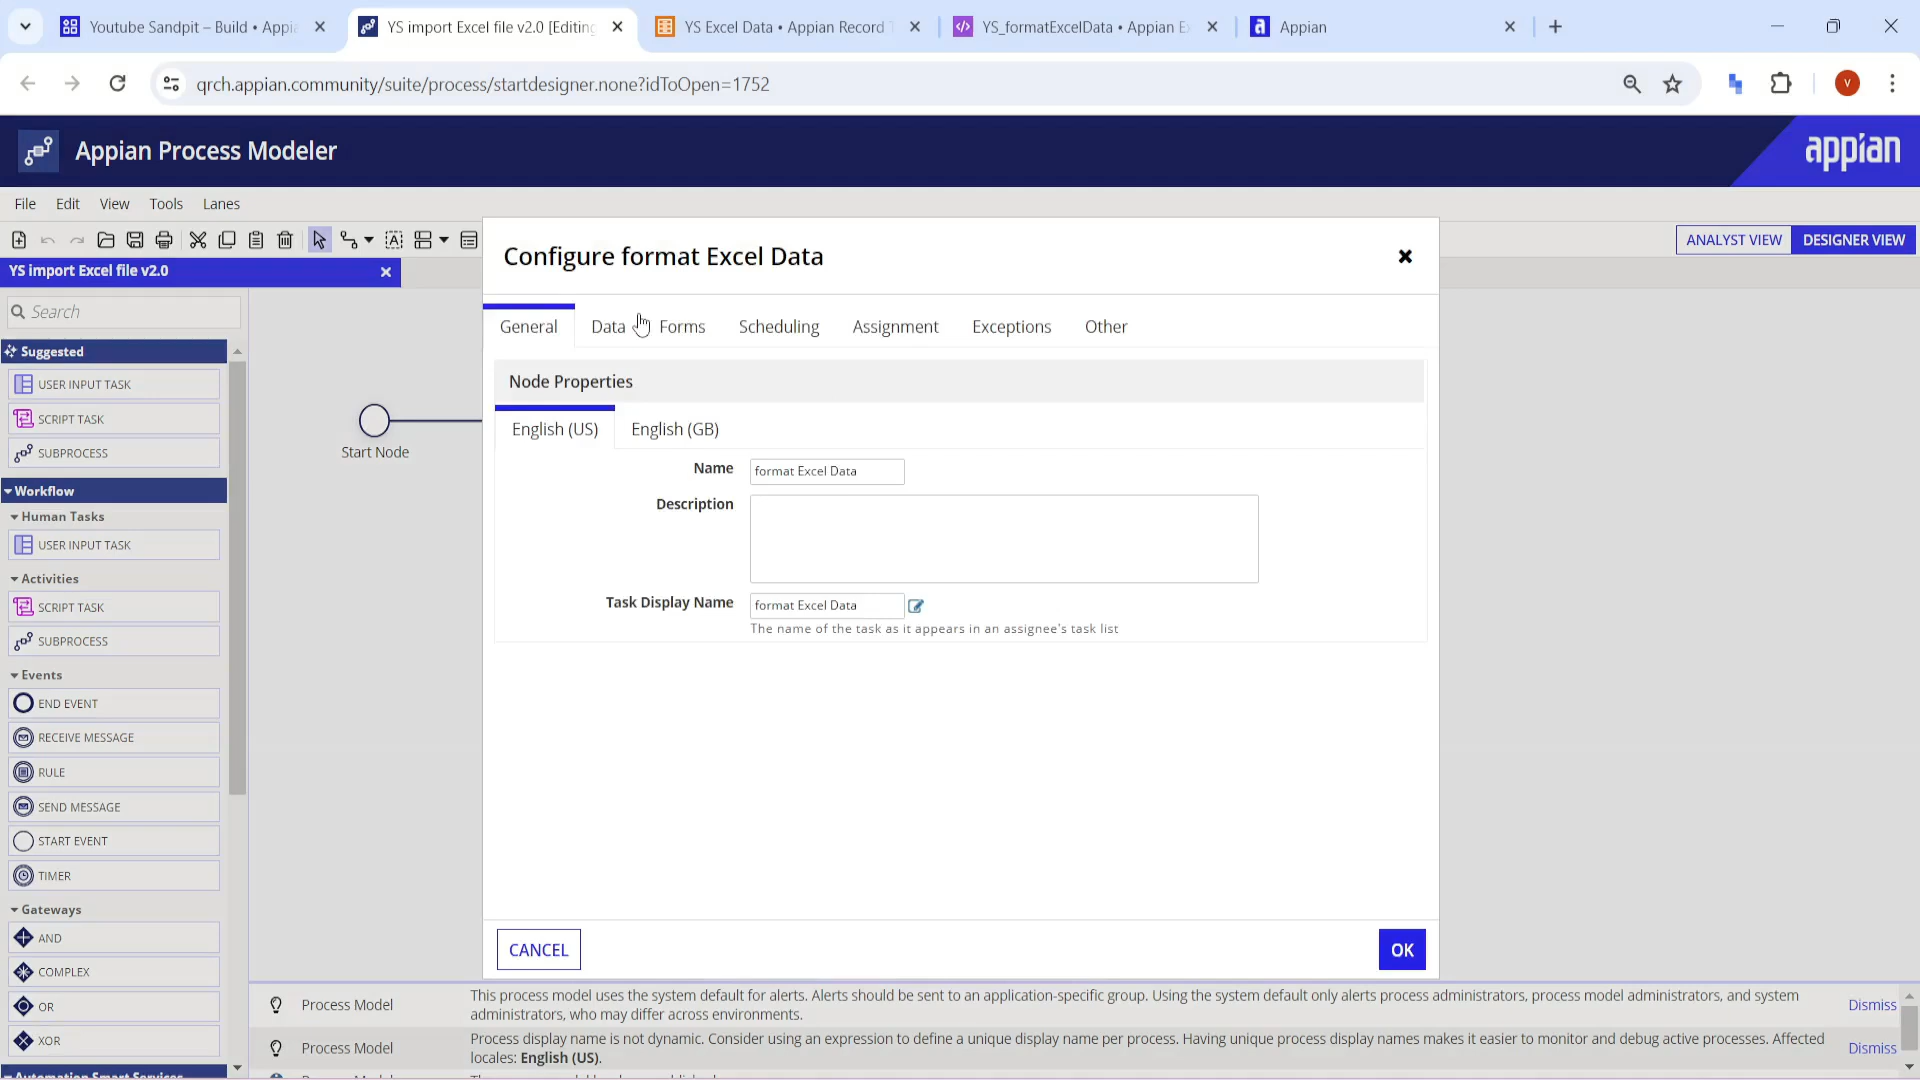 Youtube Sandpit – Build • Appia
YS import Excel file v2.0 [Editing
YS Excel Data • Appian Record T
YS_formatExcelData • Appian E
Appian
qrch.appian.community/suite/process/startdesigner.none?idToOpen=1752
V
Appian Process Modeler
appian
File Edit View Tools Lanes
ANALYST VIEW DESIGNER VIEW
YS import Excel file v2.0
Search
Suggested
USER INPUT TASK
SCRIPT TASK
SUBPROCESS
Workflow
Human Tasks
USER INPUT TASK
Activities
SCRIPT TASK
SUBPROCESS
Events
END EVENT
RECEIVE MESSAGE
RULE
SEND MESSAGE
START EVENT
TIMER
Gateways
AND
COMPLEX
OR
XOR
Automation Smart Services
Start Node
Configure format Excel Data
General Data Forms Scheduling Assignment Exceptions Other
Node Properties
English (US) English (GB)
Name format Excel Data
Description
Task Display Name format Excel Data
The name of the task as it appears in an assignee's task list
CANCEL OK
Process Model This process model uses the system default for alerts. Alerts should be sent to an application-specific group. Using the system default only alerts process administrators, process model administrators, and system
administrators, who may differ across environments. Dismiss
Process Model Process display name is not dynamic. Consider using an expression to define a unique display name per process. Having unique process display names makes it easier to monitor and debug active processes. Affected
locales: English (US). Dismiss